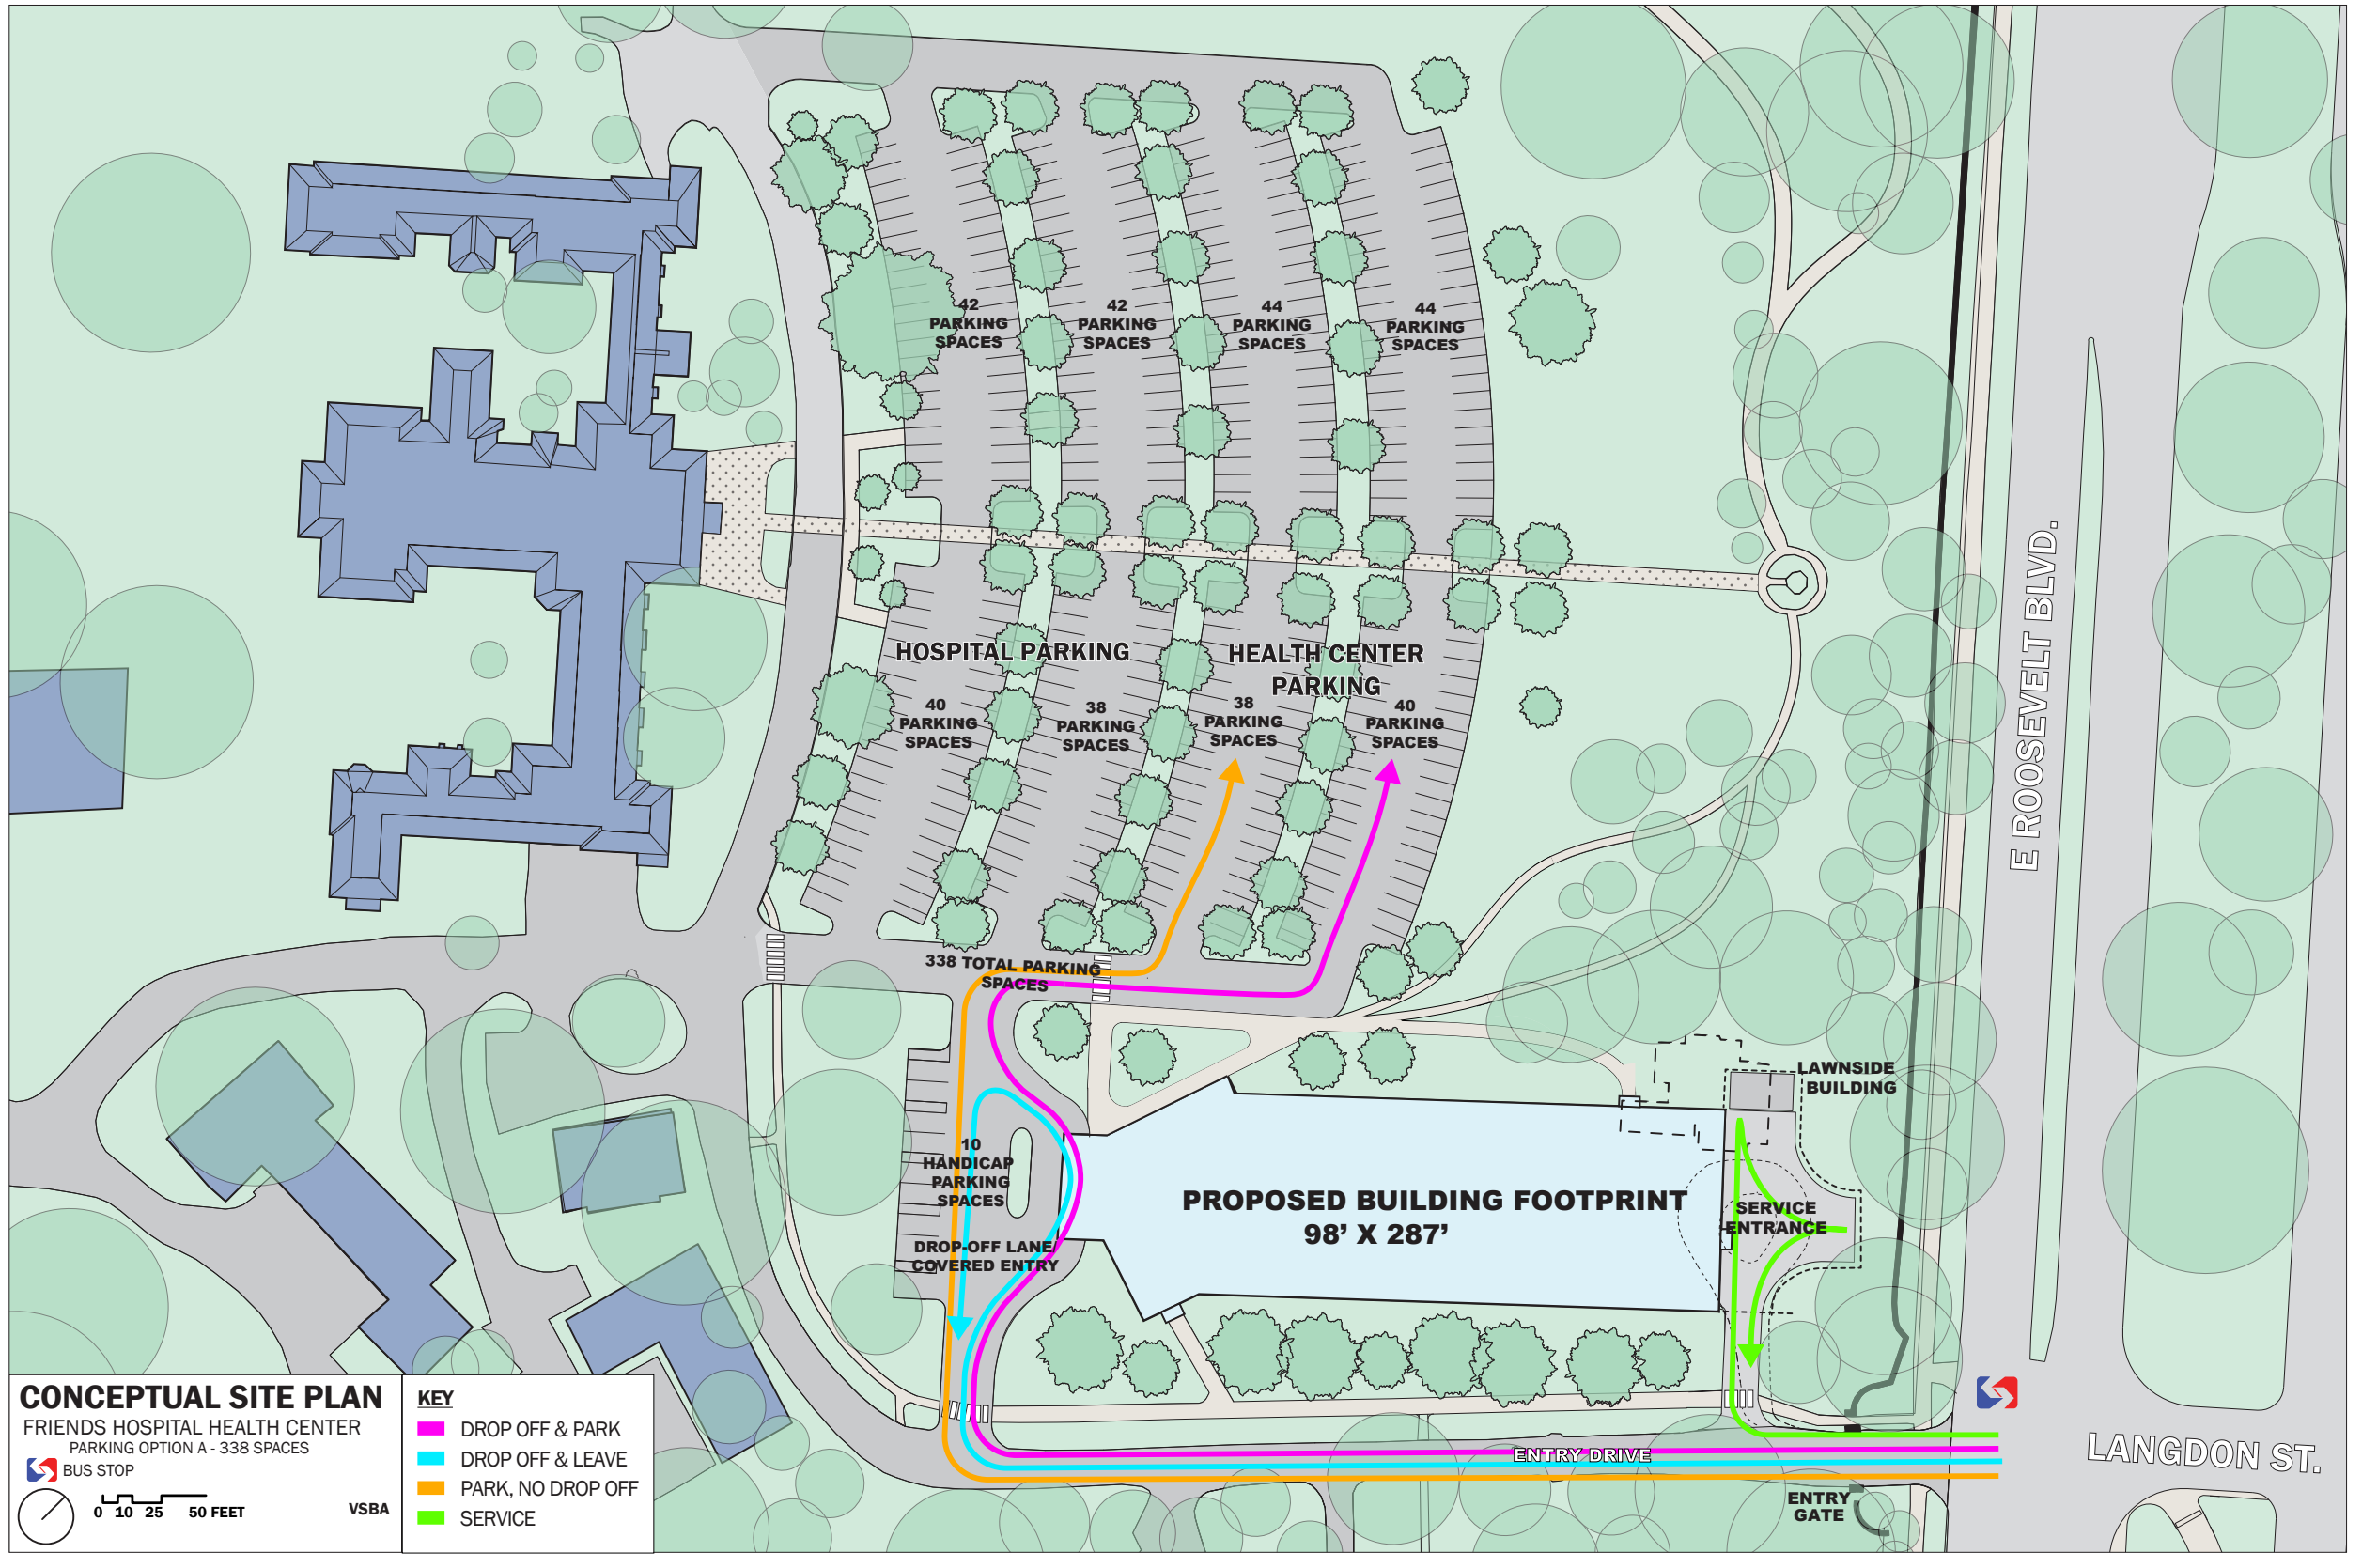 42
PARKING
SPACES
42
PARKING
SPACES
44
PARKING
SPACES
44
PARKING
SPACES
HOSPITAL PARKING
HEALTH CENTER
PARKING
40
PARKING
SPACES
38
PARKING
SPACES
38
PARKING
SPACES
40
PARKING
SPACES
E ROOSEVELT BLVD.
338 TOTAL PARKING
SPACES
LAWNSIDE
BUILDING
10
HANDICAP
PARKING
SPACES
DROP-OFF LANE/
COVERED ENTRY
PROPOSED BUILDING FOOTPRINT
98' X 287'
SERVICE
ENTRANCE
ENTRY DRIVE
LANGDON ST.
ENTRY
GATE
CONCEPTUAL SITE PLAN
FRIENDS HOSPITAL HEALTH CENTER
PARKING OPTION A - 338 SPACES
BUS STOP
0 10 25 50 FEET
VSBA
KEY
DROP OFF & PARK
DROP OFF & LEAVE
PARK, NO DROP OFF
SERVICE